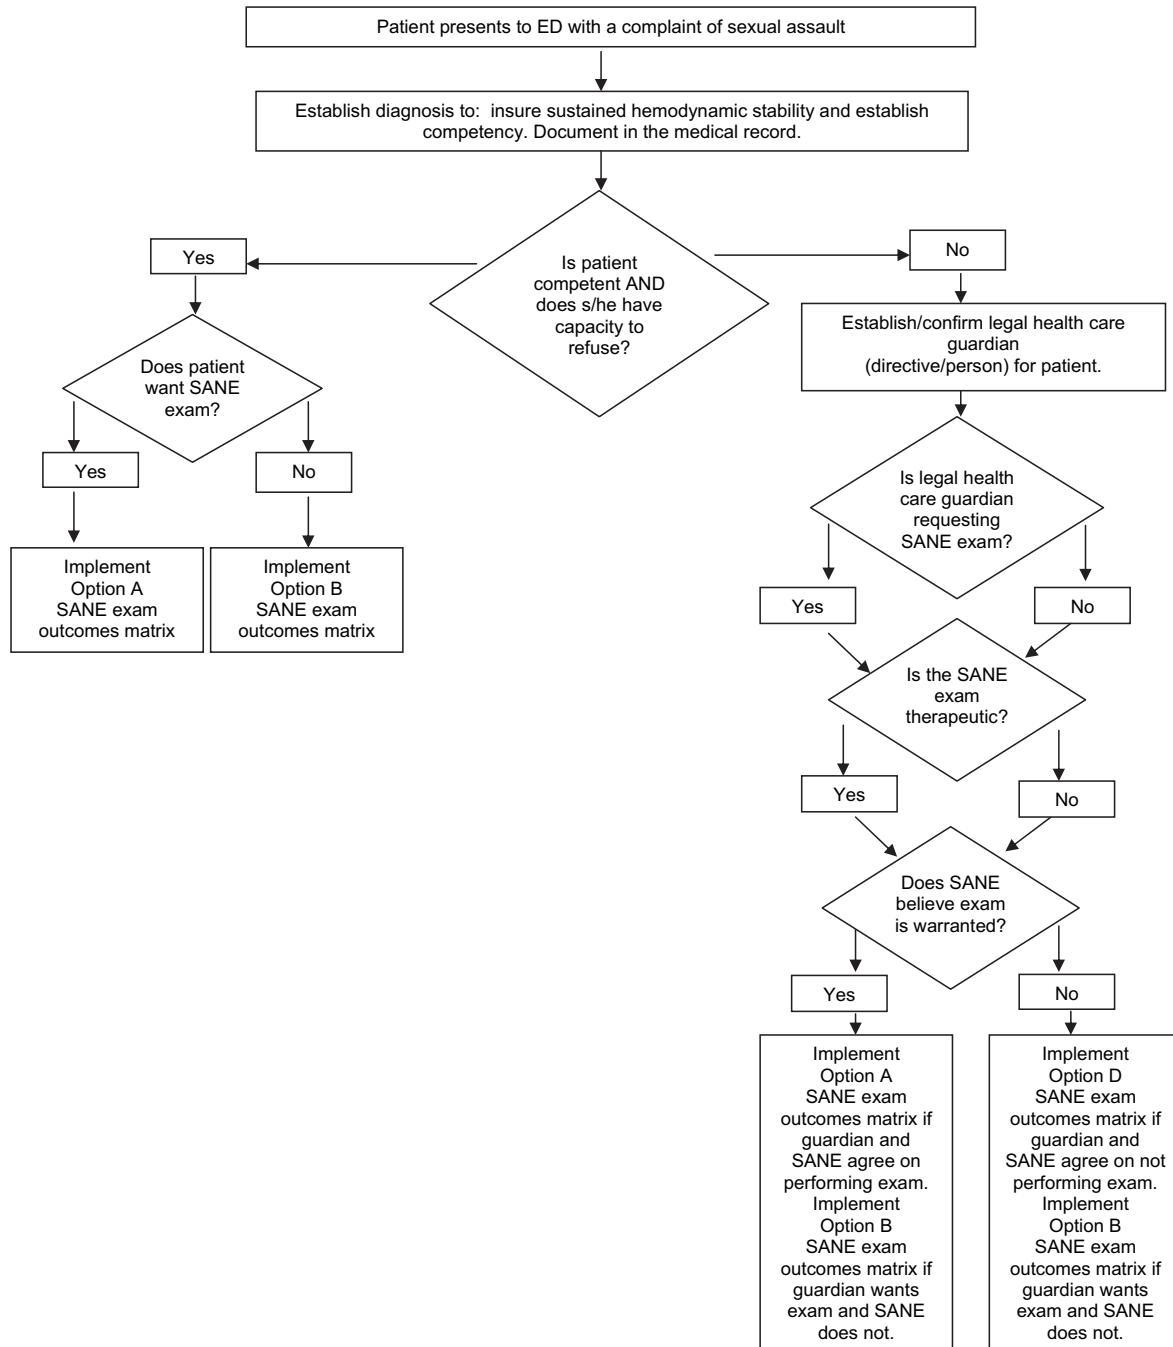 Patient presents to ED with a complaint of sexual assault
Establish diagnosis to:  insure sustained hemodynamic stability and establish
competency. Document in the medical record.
Is patient
competent AND
does s/he have
capacity to
refuse?
Yes
No
Does patient
want SANE
exam?
Yes
No
Implement
Option A
SANE exam
outcomes matrix
Implement
Option B
SANE exam
outcomes matrix
Establish/confirm legal health care
guardian
(directive/person) for patient.
Is legal health
care guardian
requesting
SANE exam?
Yes
No
Is the SANE
exam
therapeutic?
Yes
No
Does SANE
believe exam
is warranted?
Yes
No
Implement
Option A
SANE exam
outcomes matrix if
guardian and
SANE agree on
performing exam.
Implement
Option B
SANE exam
outcomes matrix if
guardian wants
exam and SANE
does not.
Implement
Option D
SANE exam
outcomes matrix if
guardian and
SANE agree on not
performing exam.
Implement
Option B
SANE exam
outcomes matrix if
guardian wants
exam and SANE
does not.